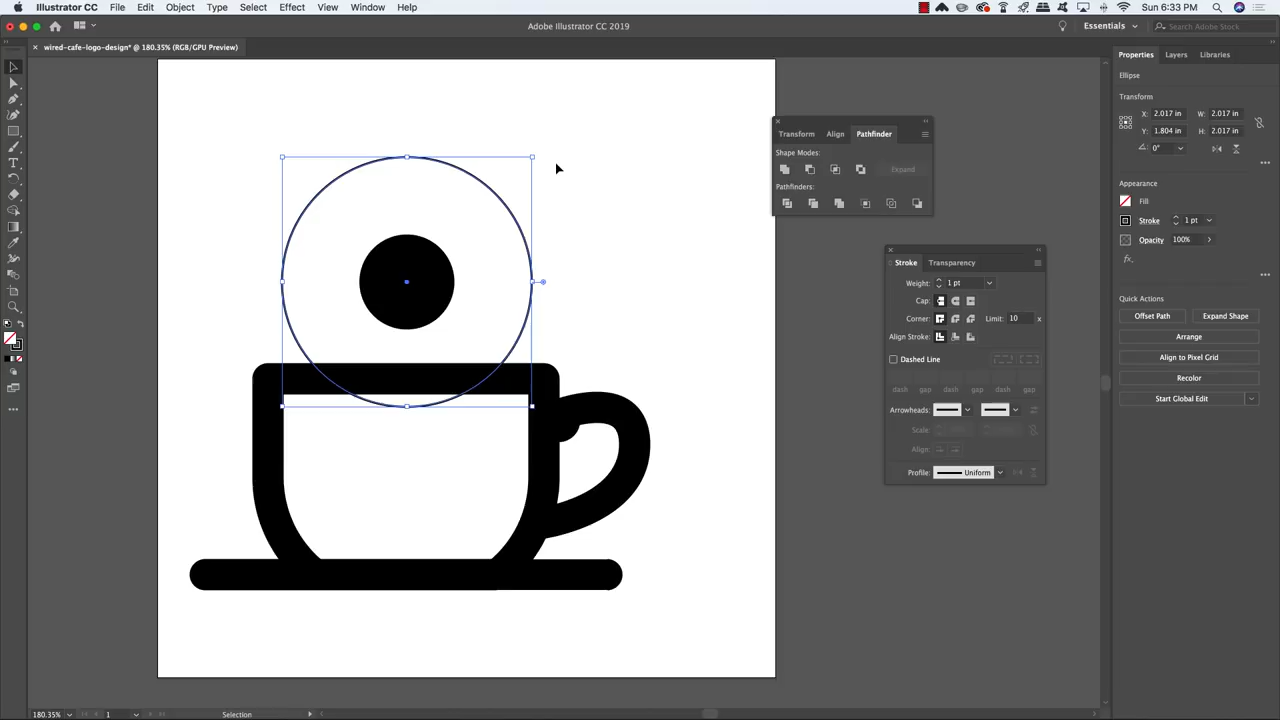 Illustrator CC File Edit Object Type Select Effect View Window Help Sun 6:33 PM
Adobe Illustrator CC 2019 Essentials Search Adobe Stock
wired-cafe-logo-design* @ 180.35% (RGB/GPU Preview)
Properties Layers Libraries
Ellipse
Transform
X: 2.017 in W: 2.017 in
Y: 1.804 in H: 2.017 in
0°
Appearance
Fill
Stroke 1 pt
Opacity 100%
fx.
Quick Actions
Offset Path Expand Shape
Arrange
Align to Pixel Grid
Recolor
Start Global Edit
Transform Align Pathfinder
Shape Modes:
Expand
Pathfinders:
Stroke Transparency
Weight: 1 pt
Cap:
Corner: Limit: 10 x
Align Stroke:
Dashed Line
dash gap dash gap dash gap
Arrowheads:
Scale:
Align:
Profile: Uniform
180.35% 1 Selection